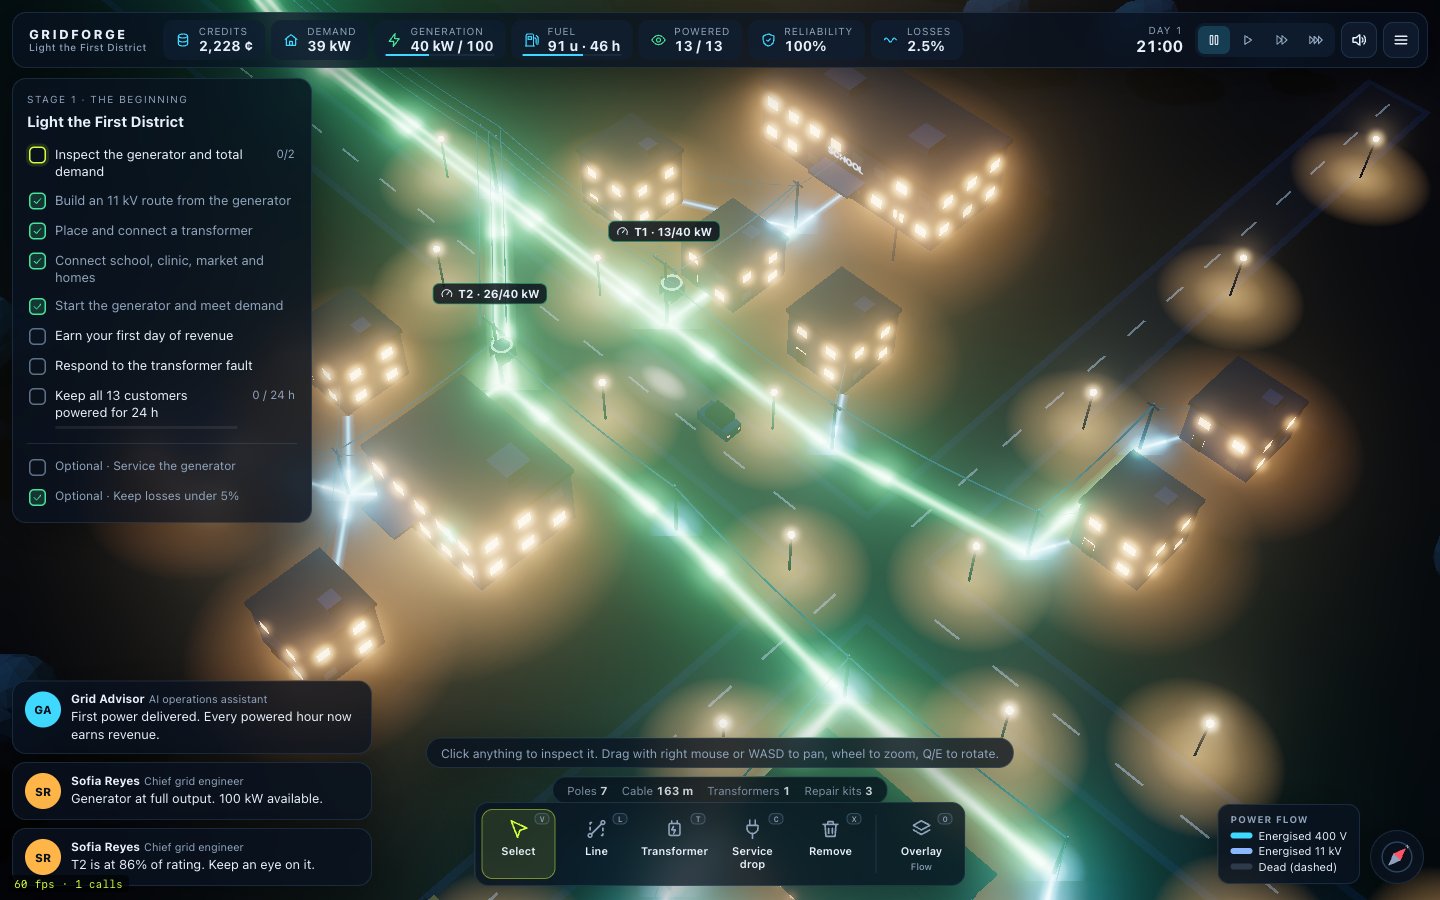 GRIDFORGE
Light the First District
CREDITS
2,228 ¢
DEMAND
39 kW
GENERATION
40 kW / 100
FUEL
91 u · 46 h
POWERED
13 / 13
RELIABILITY
100%
LOSSES
2.5%
DAY 1
21:00
STAGE 1 · THE BEGINNING
Light the First District
Inspect the generator and total 0/2
demand
Build an 11 kV route from the generator
Place and connect a transformer
Connect school, clinic, market and
homes
Start the generator and meet demand
Earn your first day of revenue
Respond to the transformer fault
Keep all 13 customers 0 / 24 h
powered for 24 h
Optional · Service the generator
Optional · Keep losses under 5%
SCHOOL
T1 · 13/40 kW
T2 · 26/40 kW
GA
Grid Advisor AI operations assistant
First power delivered. Every powered hour now
earns revenue.
SR
Sofia Reyes Chief grid engineer
Generator at full output. 100 kW available.
SR
Sofia Reyes Chief grid engineer
T2 is at 86% of rating. Keep an eye on it.
60 fps · 1 calls
Click anything to inspect it. Drag with right mouse or WASD to pan, wheel to zoom, Q/E to rotate.
Poles 7 Cable 163 m Transformers 1 Repair kits 3
V
Select
L
Line
T
Transformer
C
Service
drop
X
Remove
O
Overlay
Flow
POWER FLOW
Energised 400 V
Energised 11 kV
Dead (dashed)